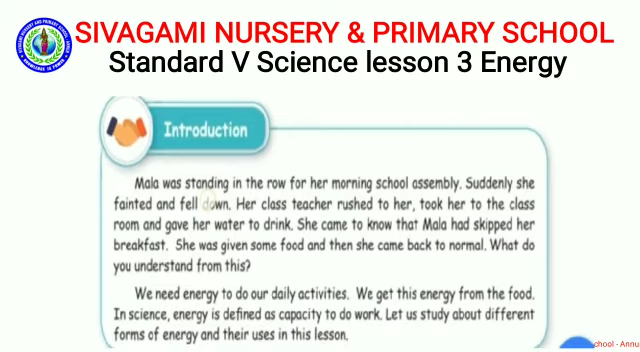 SIVAGAMI NURSERY & PRIMARY SCHOOL
Standard V Science lesson 3 Energy
Introduction
Mala was standing in the row for her morning school assembly. Suddenly she
fainted and fell down. Her class teacher rushed to her, took her to the class
room and gave her water to drink. She came to know that Mala had skipped her
breakfast. She was given some food and then she came back to normal. What do
you understand from this?
We need energy to do our daily activities. We get this energy from the food.
In science, energy is defined as capacity to do work. Let us study about different
forms of energy and their uses in this lesson.
chool - Annu